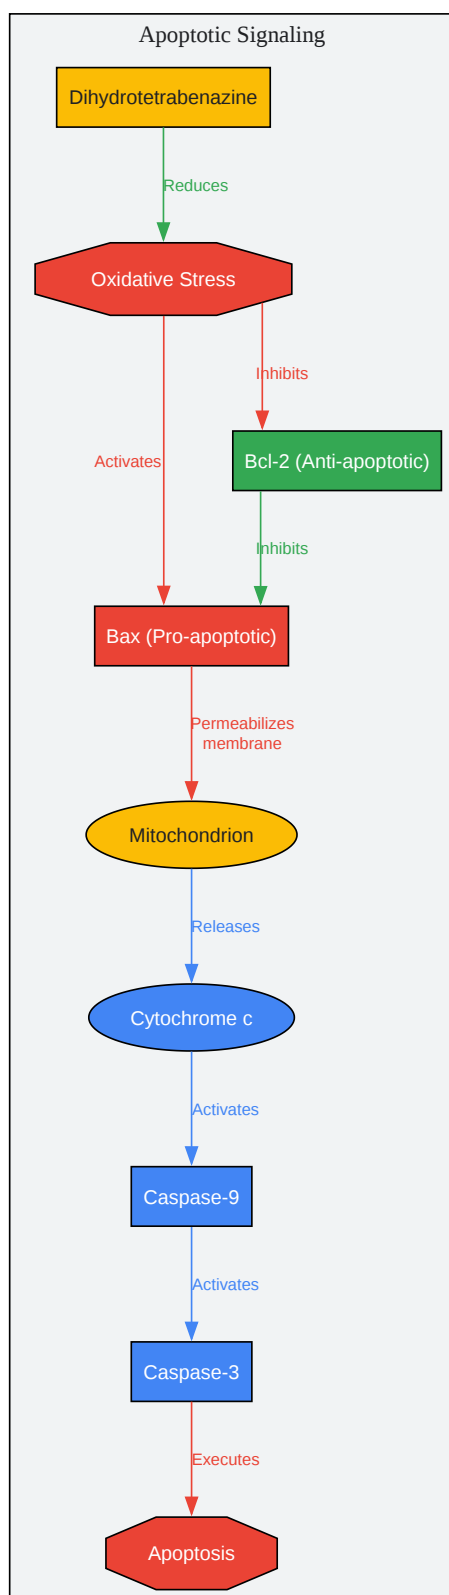 Apoptotic Signaling
Dihydrotetrabenazine
Reduces
Oxidative Stress
Inhibits
Bcl-2 (Anti-apoptotic)
Activates
Inhibits
Bax (Pro-apoptotic)
Permeabilizes
membrane
Mitochondrion
Releases
Cytochrome c
Activates
Caspase-9
Activates
Caspase-3
Executes
Apoptosis